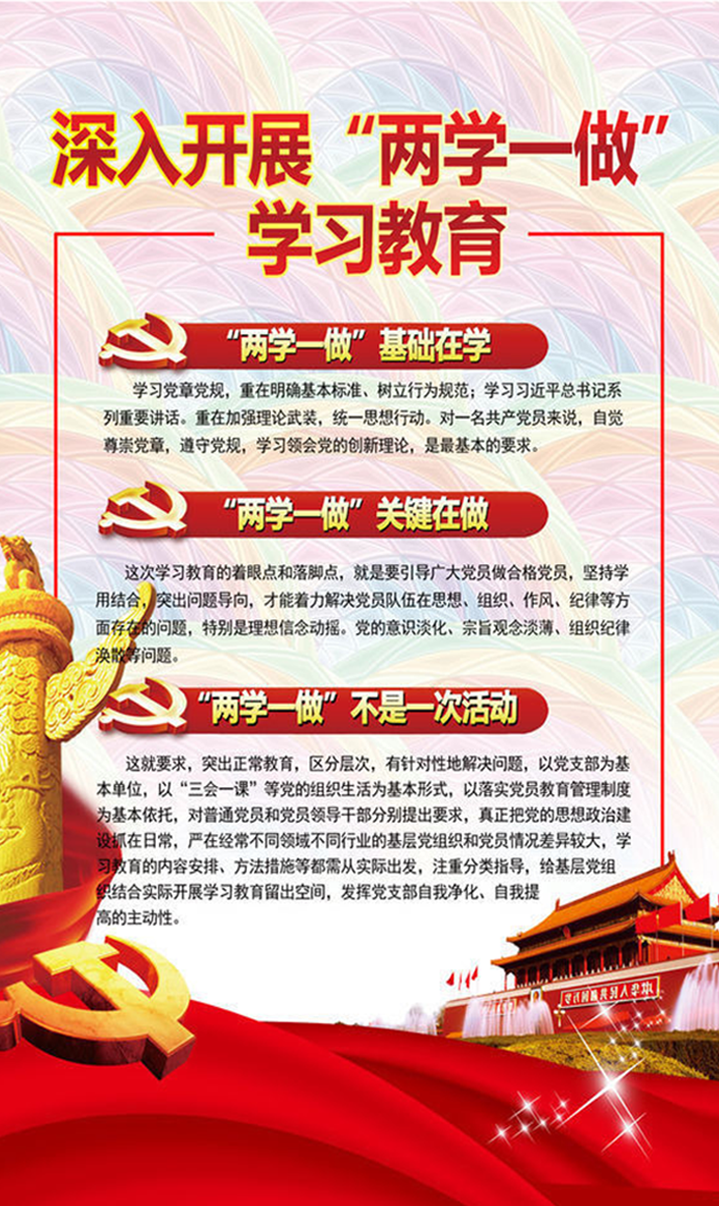 深入开展“两学一做”
学习教育
“两学一做”基础在学
学习党章党规，重在明确基本标准、树立行为规范；学习习近平总书记系
列重要讲话。重在加强理论武装，统一思想行动。对一名共产党员来说，自觉
尊崇党章，遵守党规，学习领会党的创新理论，是最基本的要求。
“两学一做”关键在做
这次学习教育的着眼点和落脚点，就是要引导广大党员做合格党员，坚持学
用结合，突出问题导向，才能着力解决党员队伍在思想、组织、作风、纪律等方
面存在的问题，特别是理想信念动摇。党的意识淡化、宗旨观念淡薄、组织纪律
涣散等问题。
“两学一做”不是一次活动
这就要求，突出正常教育，区分层次，有针对性地解决问题，以党支部为基
本单位，以“三会一课”等党的组织生活为基本形式，以落实党员教育管理制度
为基本依托，对普通党员和党员领导干部分别提出要求，真正把党的思想政治建
设抓在日常，严在经常不同领域不同行业的基层党组织和党员情况差异较大，学
习教育的内容安排、方法措施等都需从实际出发，注重分类指导，给基层党组
织结合实际开展学习教育留出空间，发挥党支部自我净化、自我提
高的主动性。